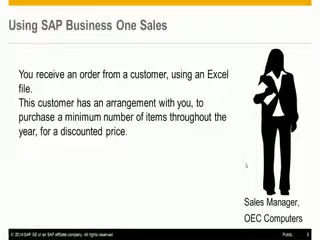 Using SAP Business One Sales
You receive an order from a customer, using an Excel
file.
This customer has an arrangement with you, to
purchase a minimum number of items throughout the
year, for a discounted price.
Sales Manager,
OEC Computers
© 2014 SAP SE or an SAP affiliate company. All rights reserved.
Public